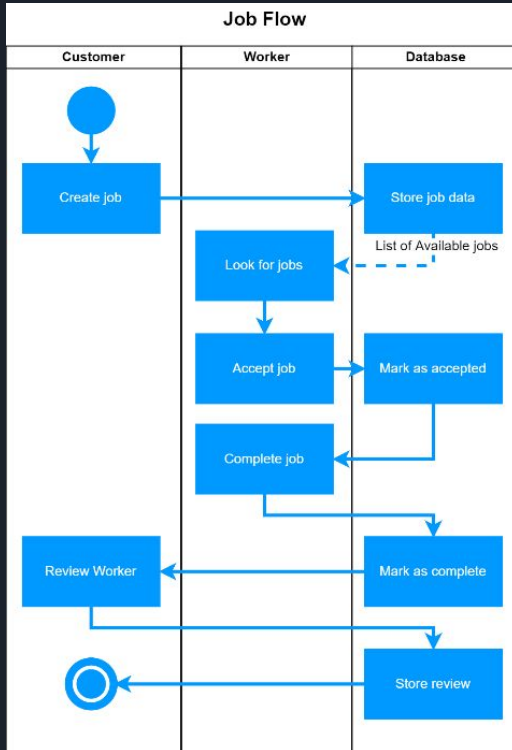 Job Flow
Customer
Worker
Database
Create job
Store job data
List of Available jobs
Look for jobs
Accept job
Mark as accepted
Complete job
Review Worker
Mark as complete
Store review